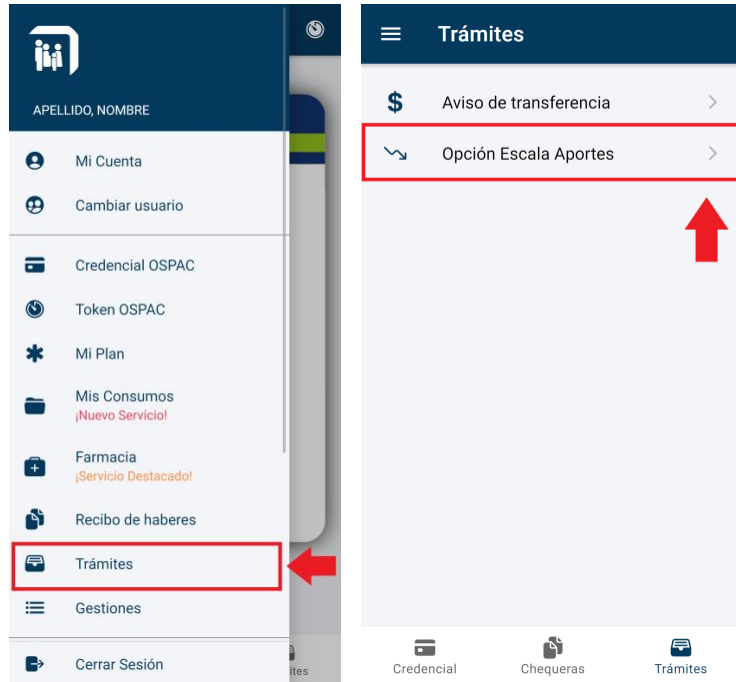 APELLIDO, NOMBRE
Mi Cuenta
Cambiar usuario
Credencial OSPAC
Token OSPAC
Mi Plan
Mis Consumos
¡Nuevo Servicio!
Farmacia
¡Servicio Destacado!
Recibo de haberes
Trámites
Gestiones
Cerrar Sesión
ites
Trámites
$ Aviso de transferencia
Opción Escala Aportes
Credencial
Chequeras
Trámites